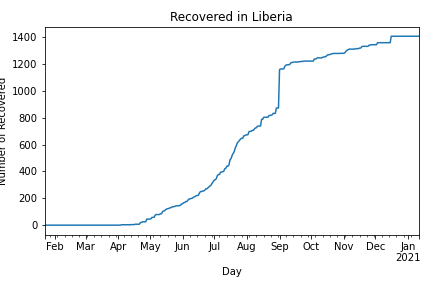 Recovered in Liberia
Number of Recovered
1400
1200
1000
800
600
400
200
0
Feb Mar Apr May Jun Jul Aug Sep Oct Nov Dec Jan
2021
Day